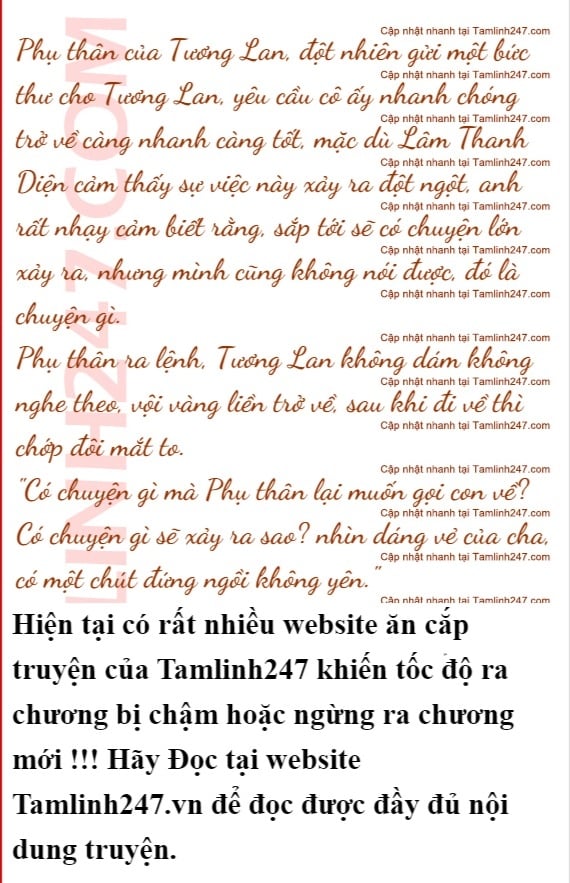 Cập nhật nhanh tại Tamlinh247.com
Phụ thân của Tương Lan, đột nhiên gửi một bức
Cập nhật nhanh tại Tamlinh247.com
thư cho Tương Lan, yêu cầu cô ấy nhanh chóng
Cập nhật nhanh tại Tamlinh247.com
trở về càng nhanh càng tốt, mặc dù Lâm Thanh
Cập nhật nhanh tại Tamlinh247.com
Diện cảm thấy sự việc này xảy ra đột ngột, anh
Cập nhật nhanh tại Tamlinh247.com
rất nhạy cảm biết rằng, sắp tới sẽ có chuyện lớn
Cập nhật nhanh tại Tamlinh247.com
xảy ra, nhưng mình cũng không nói được, đó là
Cập nhật nhanh tại Tamlinh247.com
chuyện gì.
Cập nhật nhanh tại Tamlinh247.com
Phụ thân ra lệnh, Tương Lan không dám không
Cập nhật nhanh tại Tamlinh247.com
nghe theo, vội vàng liền trở về, sau khi đi về thì
Cập nhật nhanh tại Tamlinh247.com
chớp đôi mắt to.
Cập nhật nhanh tại Tamlinh247.com
"Có chuyện gì mà Phụ thân lại muốn gọi con về?
Cập nhật nhanh tại Tamlinh247.com
Có chuyện gì sẽ xảy ra sao? nhìn dáng vẻ của cha,
Cập nhật nhanh tại Tamlinh247.com
có một chút đứng ngồi không yên."
Cập nhật nhanh tại Tamlinh247.com
LINH247.COM
Hiện tại có rất nhiều website ăn cắp
truyện của Tamlinh247 khiến tốc độ ra
chương bị chậm hoặc ngừng ra chương
mới !!! Hãy Đọc tại website
Tamlinh247.vn để đọc được đầy đủ nội
dung truyện.